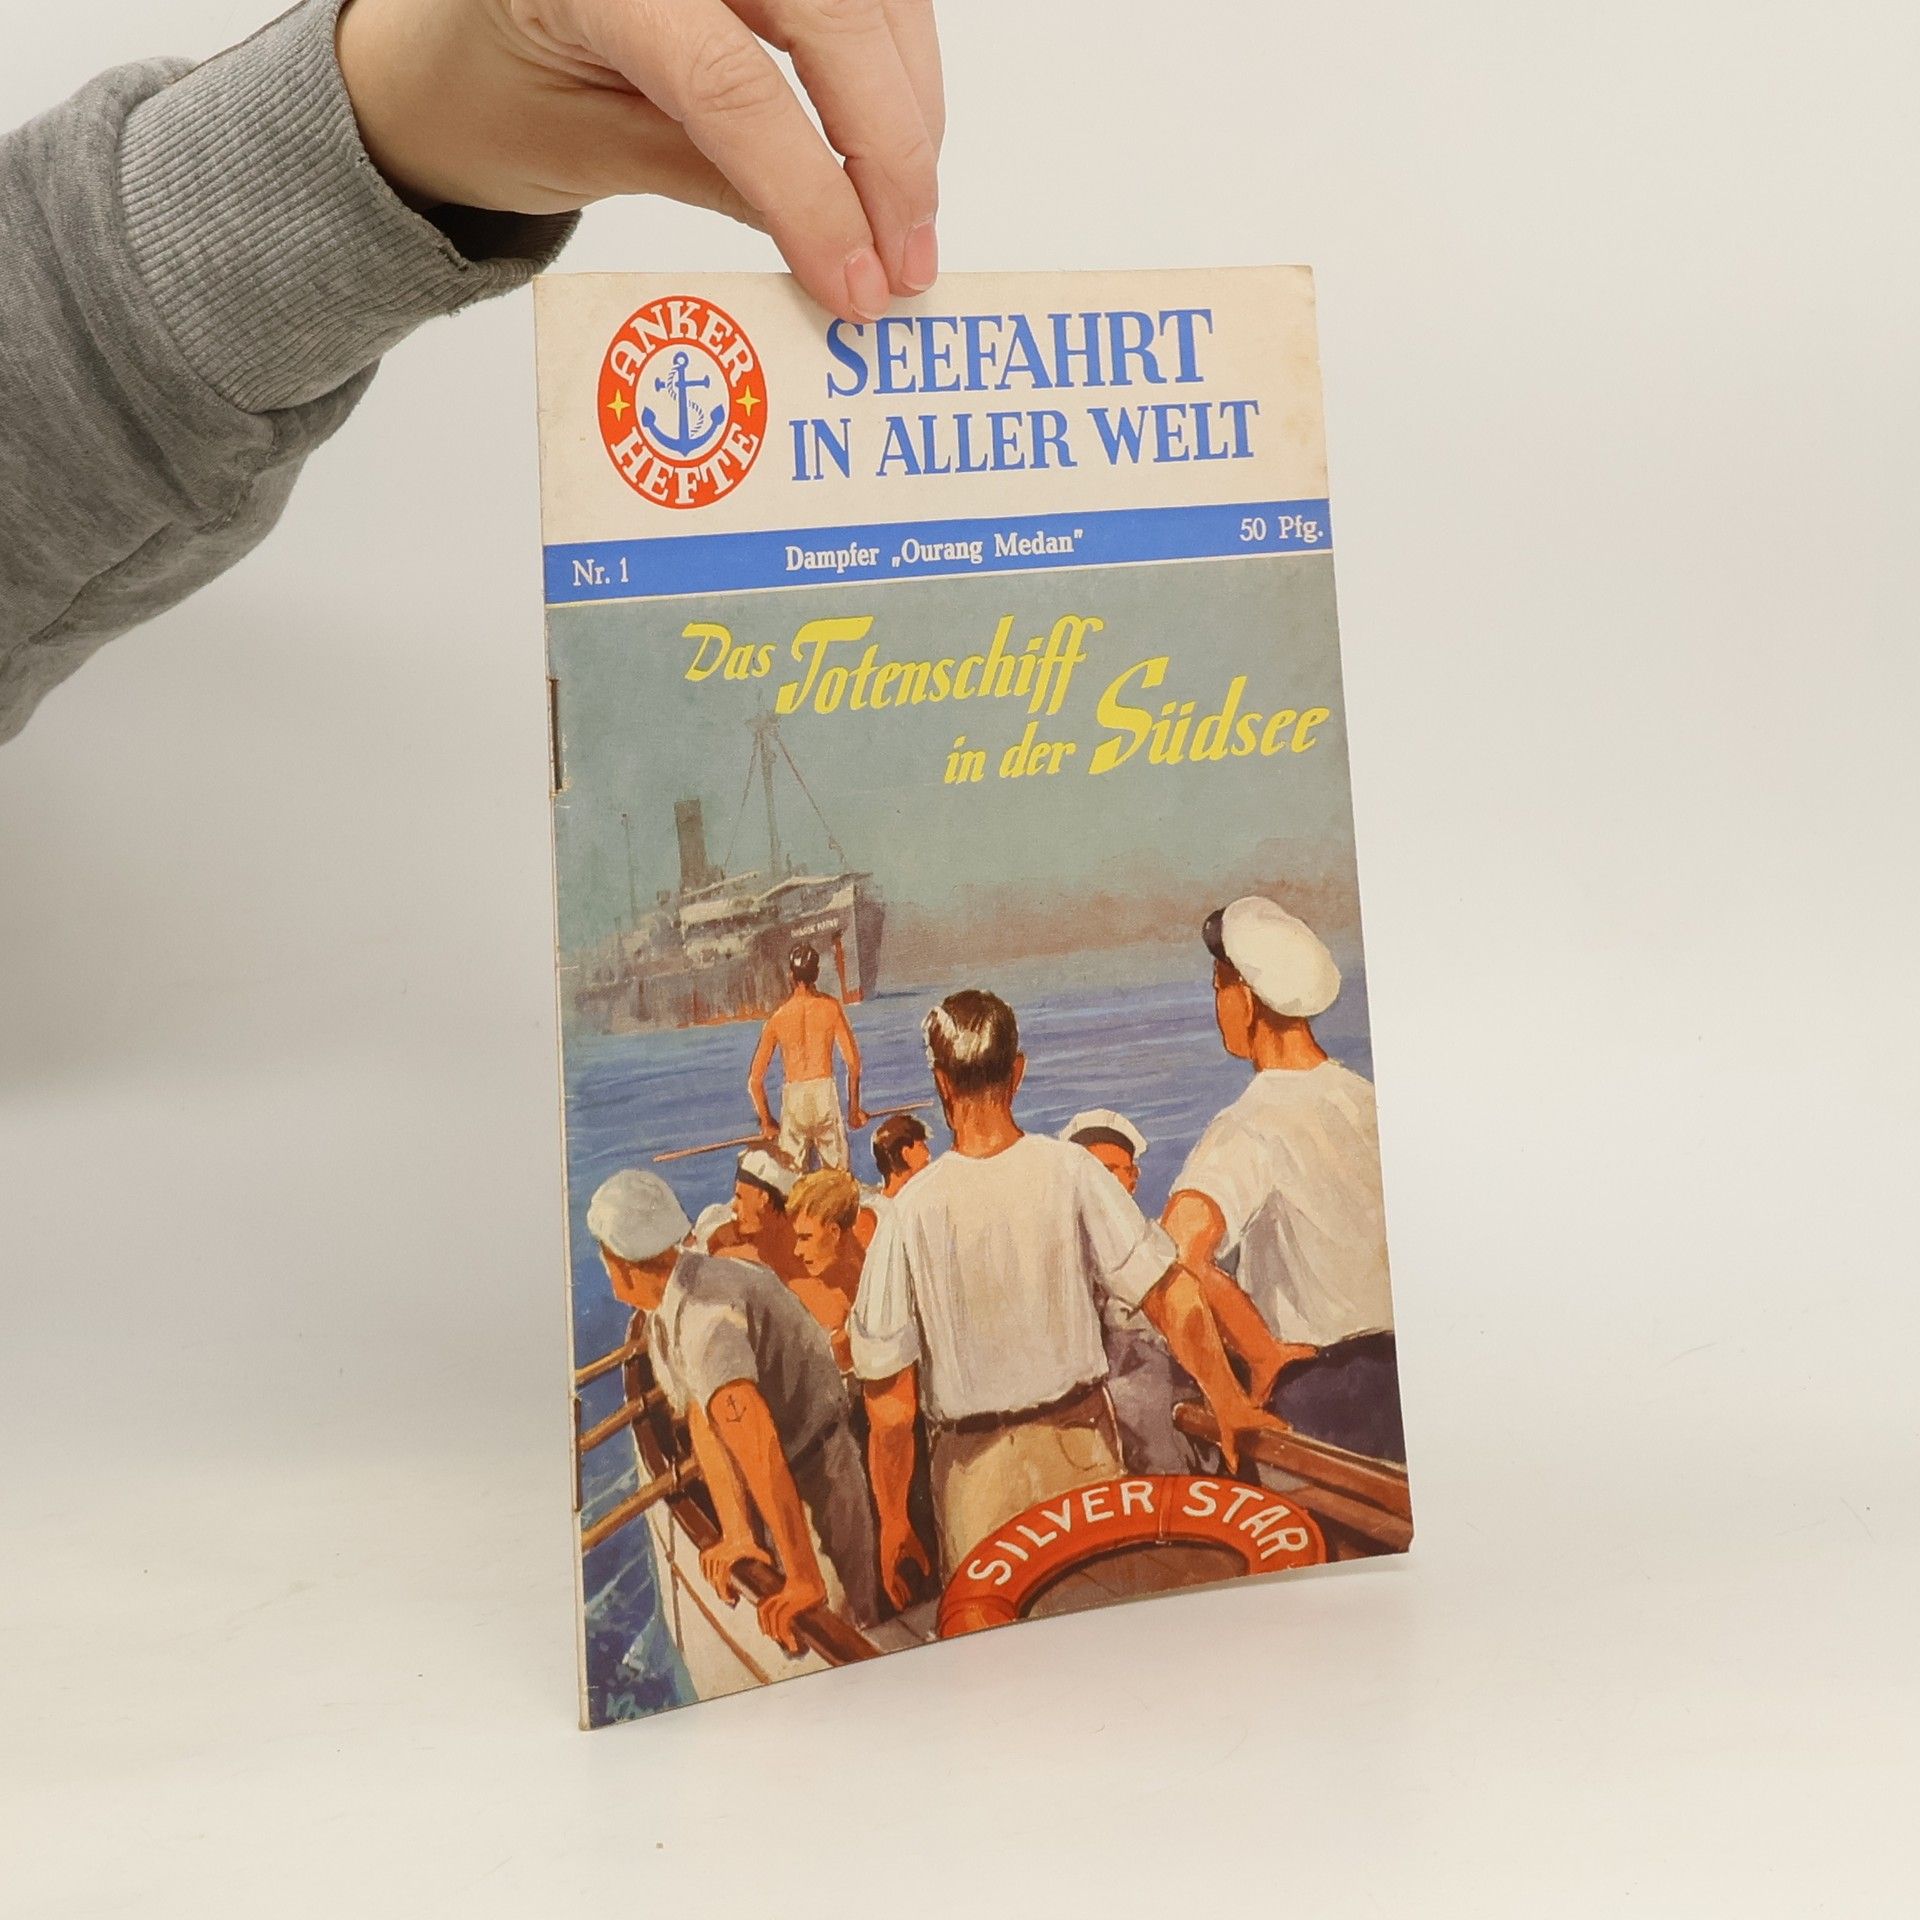 ANKER
HEFTE
SEEFAHRT
IN ALLER WELT
Nr. 1
Dampfer „Ourang Medan"
50 Pfg.
Das Totenschiff
in der Südsee
SILVER STAR